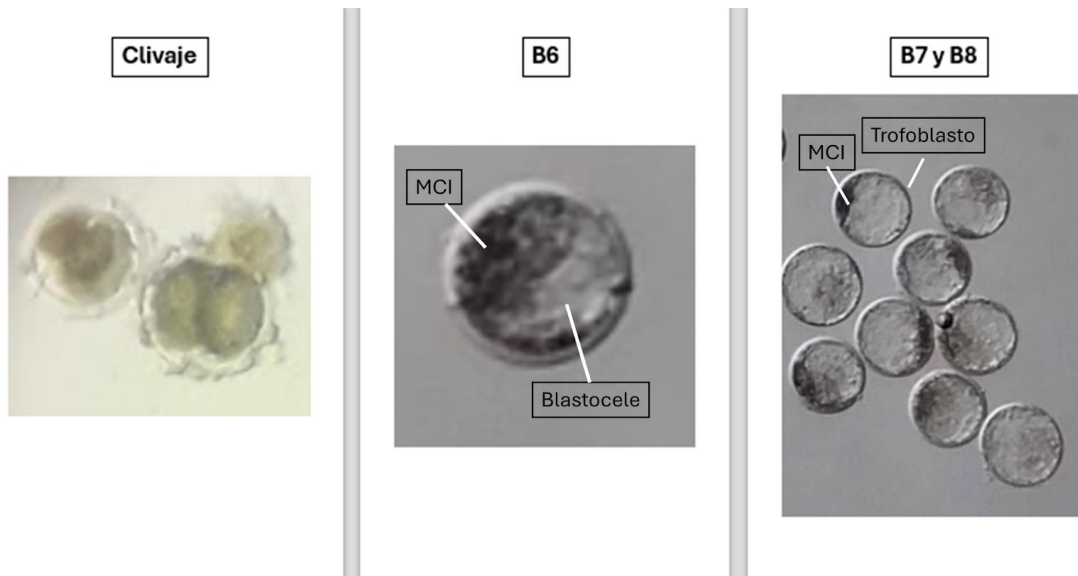 Clivaje
B6
MCI
Blastocele
B7 y B8
Trofoblasto
MCI